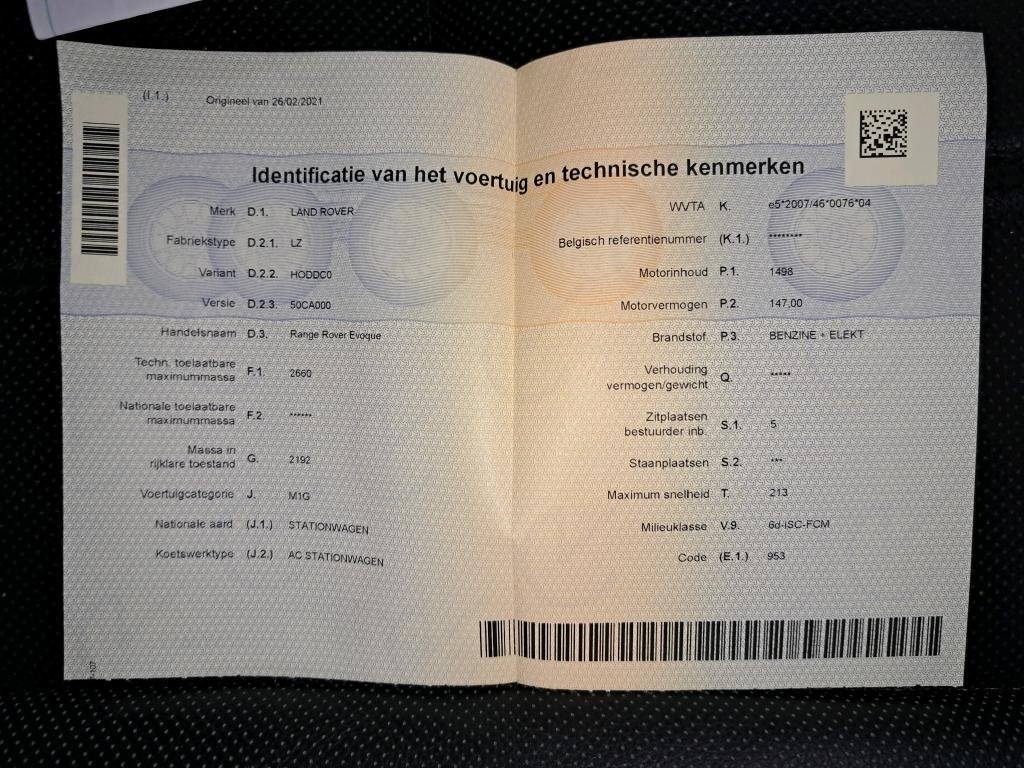 (I.1.) Origineel van 26/02/2021
Identificatie van het voertuig en technische kenmerken
Merk D.1. LAND ROVER
Fabriekstype D.2.1. LZ
Variant D.2.2. HODDC0
Versie D.2.3. 50CA000
Handelsnaam D.3. Range Rover Evoque
Techn. toelaatbare
maximummassa F.1. 2660
Nationale toelaatbare
maximummassa F.2. ******
Massa in
rijklare toestand G. 2192
Voertuigcategorie J. M1G
Nationale aard (J.1.) STATIONWAGEN
Koetswerktype (J.2.) AC STATIONWAGEN
WVTA K. e5*2007/46*0076*04
Belgisch referentienummer (K.1.) ********
Motorinhoud P.1. 1498
Motorvermogen P.2. 147,00
Brandstof P.3. BENZINE + ELEKT
Verhouding
vermogen/gewicht Q. *****
Zitplaatsen
bestuurder inb. S.1. 5
Staanplaatsen S.2. ***
Maximum snelheid T. 213
Milieuklasse V.9. 6d-ISC-FCM
Code (E.1.) 953